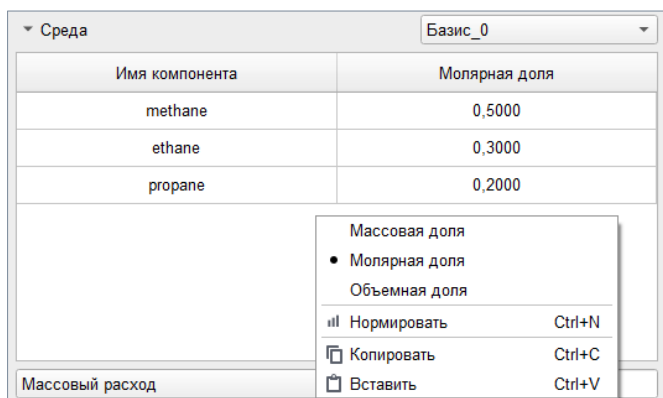 Среда Базис_0
Имя компонента Молярная доля
methane 0,5000
ethane 0,3000
propane 0,2000
Массовая доля
Молярная доля
Объемная доля
Нормировать Ctrl+N
Копировать Ctrl+C
Массовый расход Вставить Ctrl+V